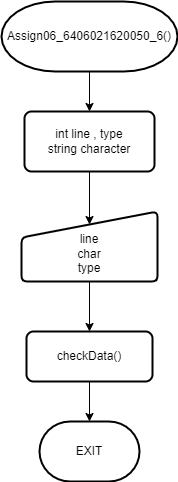 Assign06_6406021620050_6()
int line , type
string character
line
char
type
checkData()
EXIT